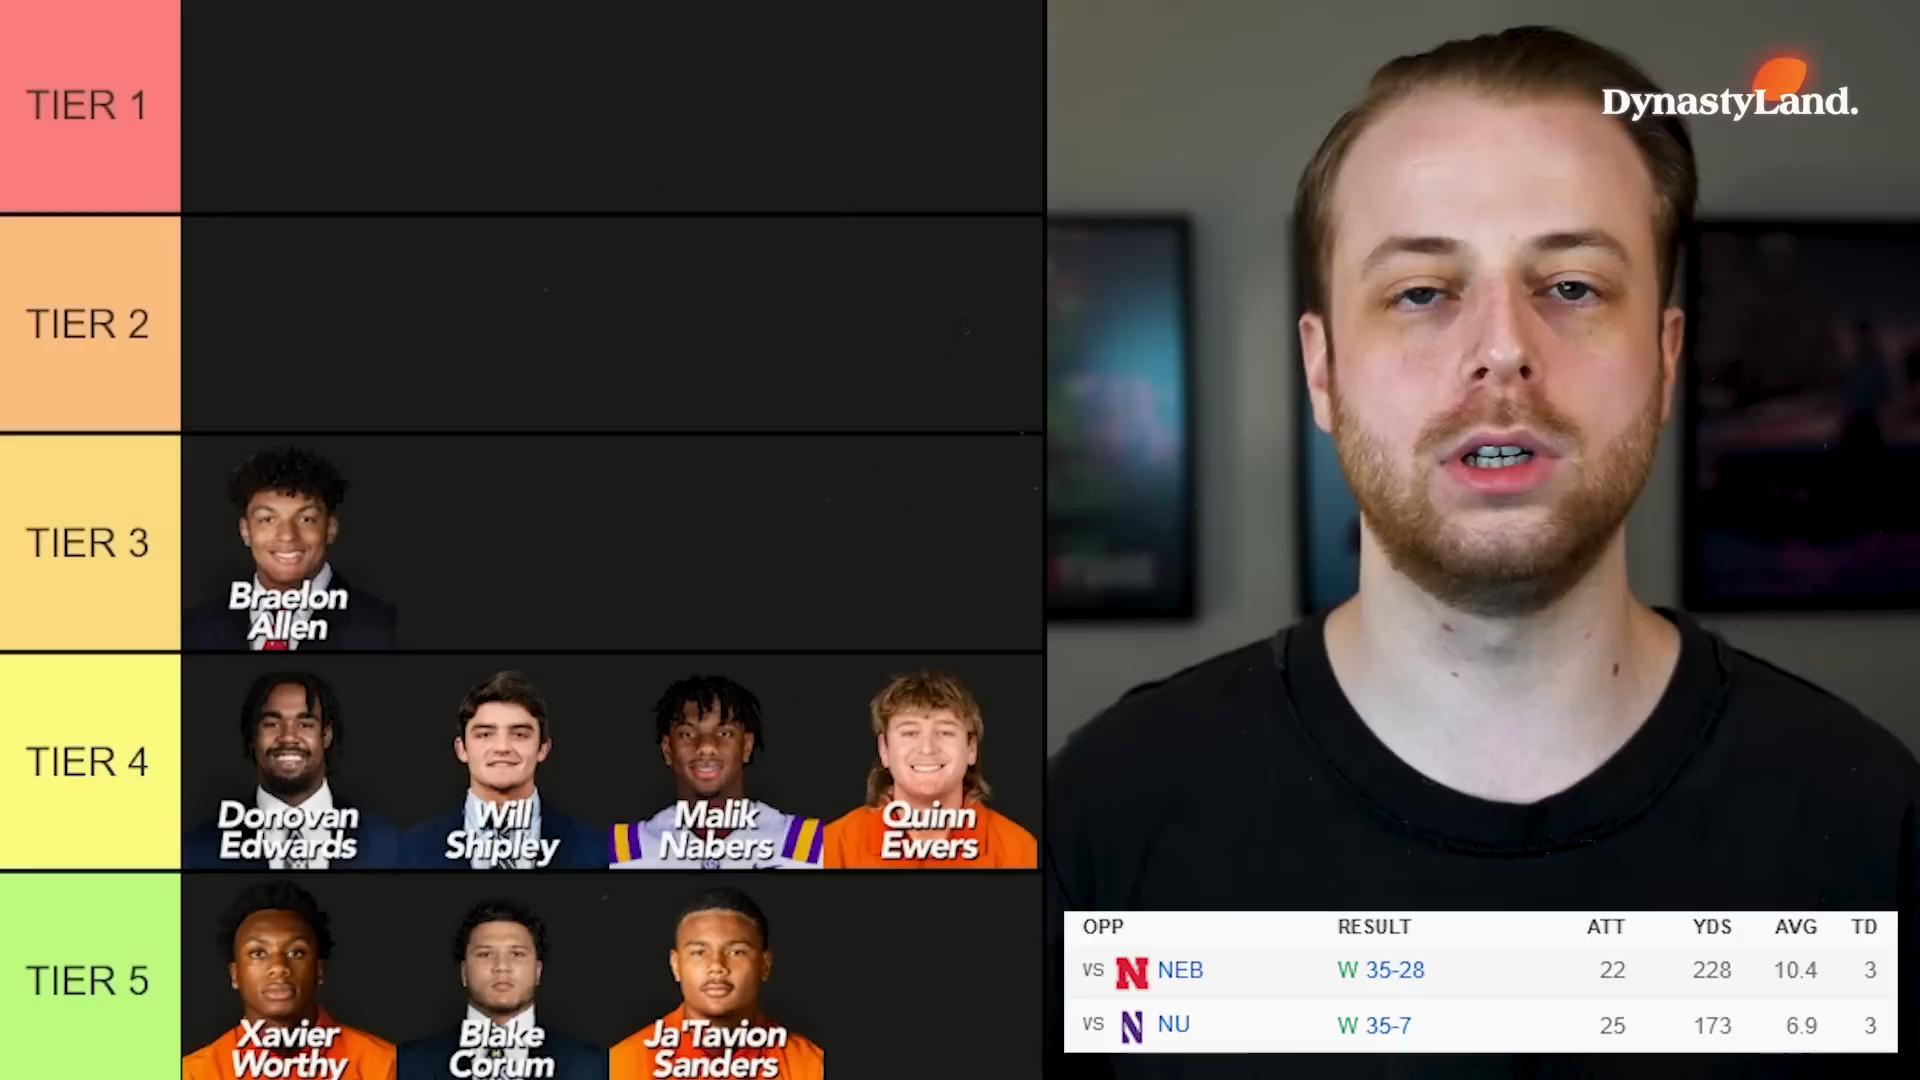 TIER 1
TIER 2
TIER 3
Braelon
Allen
TIER 4
Donovan
Edwards
Will
Shipley
Malik
Nabers
Quinn
Ewers
TIER 5
Xavier
Worthy
Blake
Corum
Ja'Tavion
Sanders
DynastyLand.
OPP RESULT ATT YDS AVG TD
VS N NEB W 35-28 22 228 10.4 3
VS N NU W 35-7 25 173 6.9 3